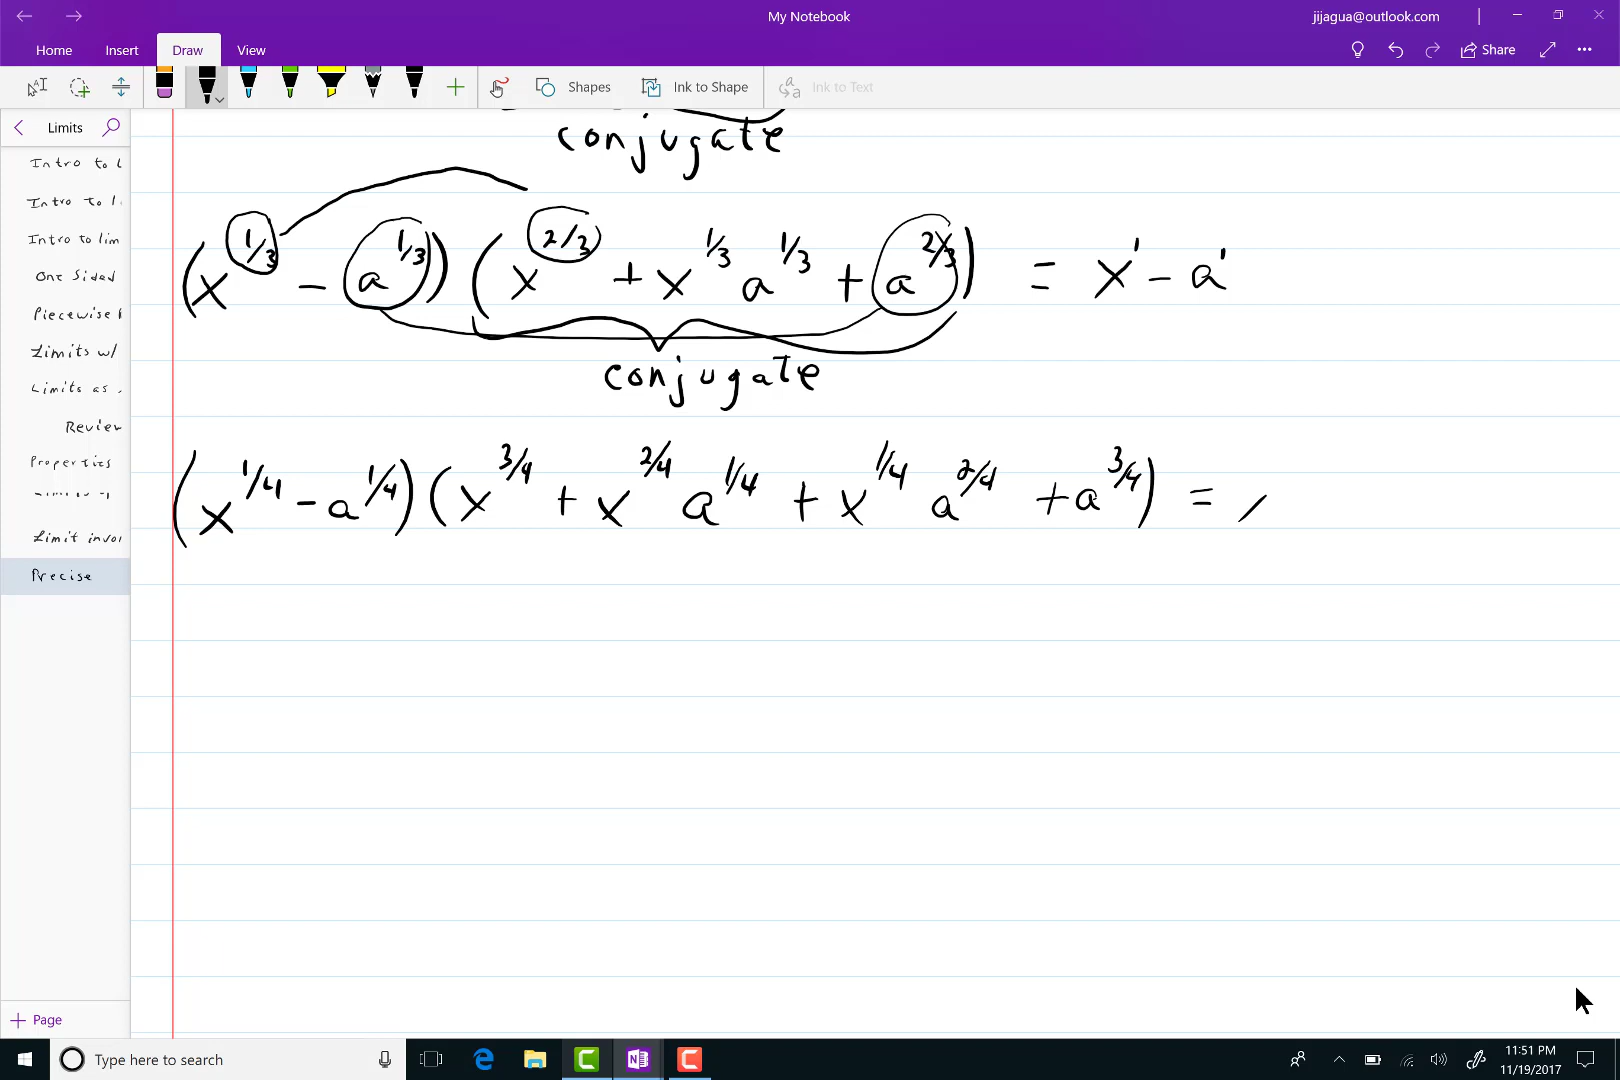 My Notebook
jijagua@outlook.com
Home Insert Draw View
Share
Shapes Ink to Shape Ink to Text
Limits
Intro to L
Intro to li
Intro to lim
One Sided
Piecewise
Limits w/
Limits as
Review
Properties
Limit invol
Precise
+ Page
conjugate
(x^1/3 - a^1/3)(x^2/3 + x^1/3 a^1/3 + a^2/3) = x^1 - a^1
conjugate
(x^1/4 - a^1/4)(x^3/4 + x^2/4 a^1/4 + x^1/4 a^2/4 + a^3/4) =
Type here to search
11:51 PM
11/19/2017